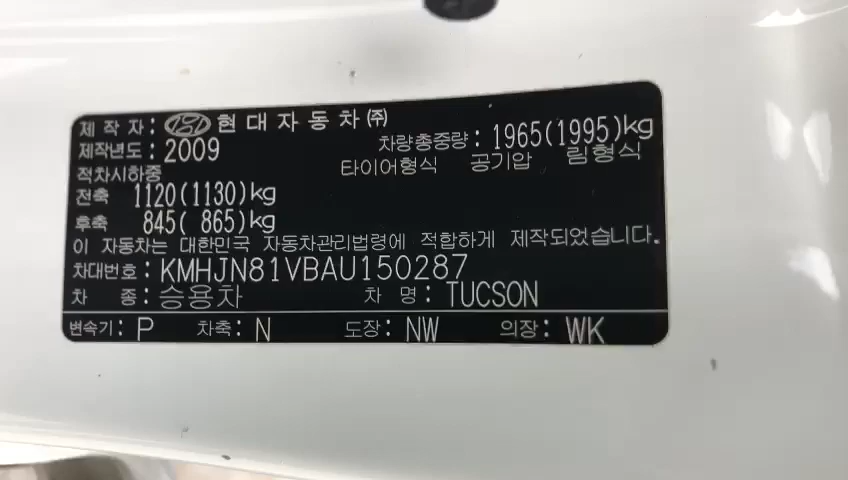 제 작 자: 현 대 자 동 차 ㈜
제작년도: 2009 차량총중량: 1965(1995)kg
적차시하중 타이어형식 공기압 림형식
전축 1120(1130)kg
후축 845( 865)kg
이 자동차는 대한민국 자동차관리법령에 적합하게 제작되었습니다.
차대번호: KMHJN81VBAU150287
차 종: 승용차 차 명: TUCSON
변속기: P 차축: N 도장: NW 의장: WK